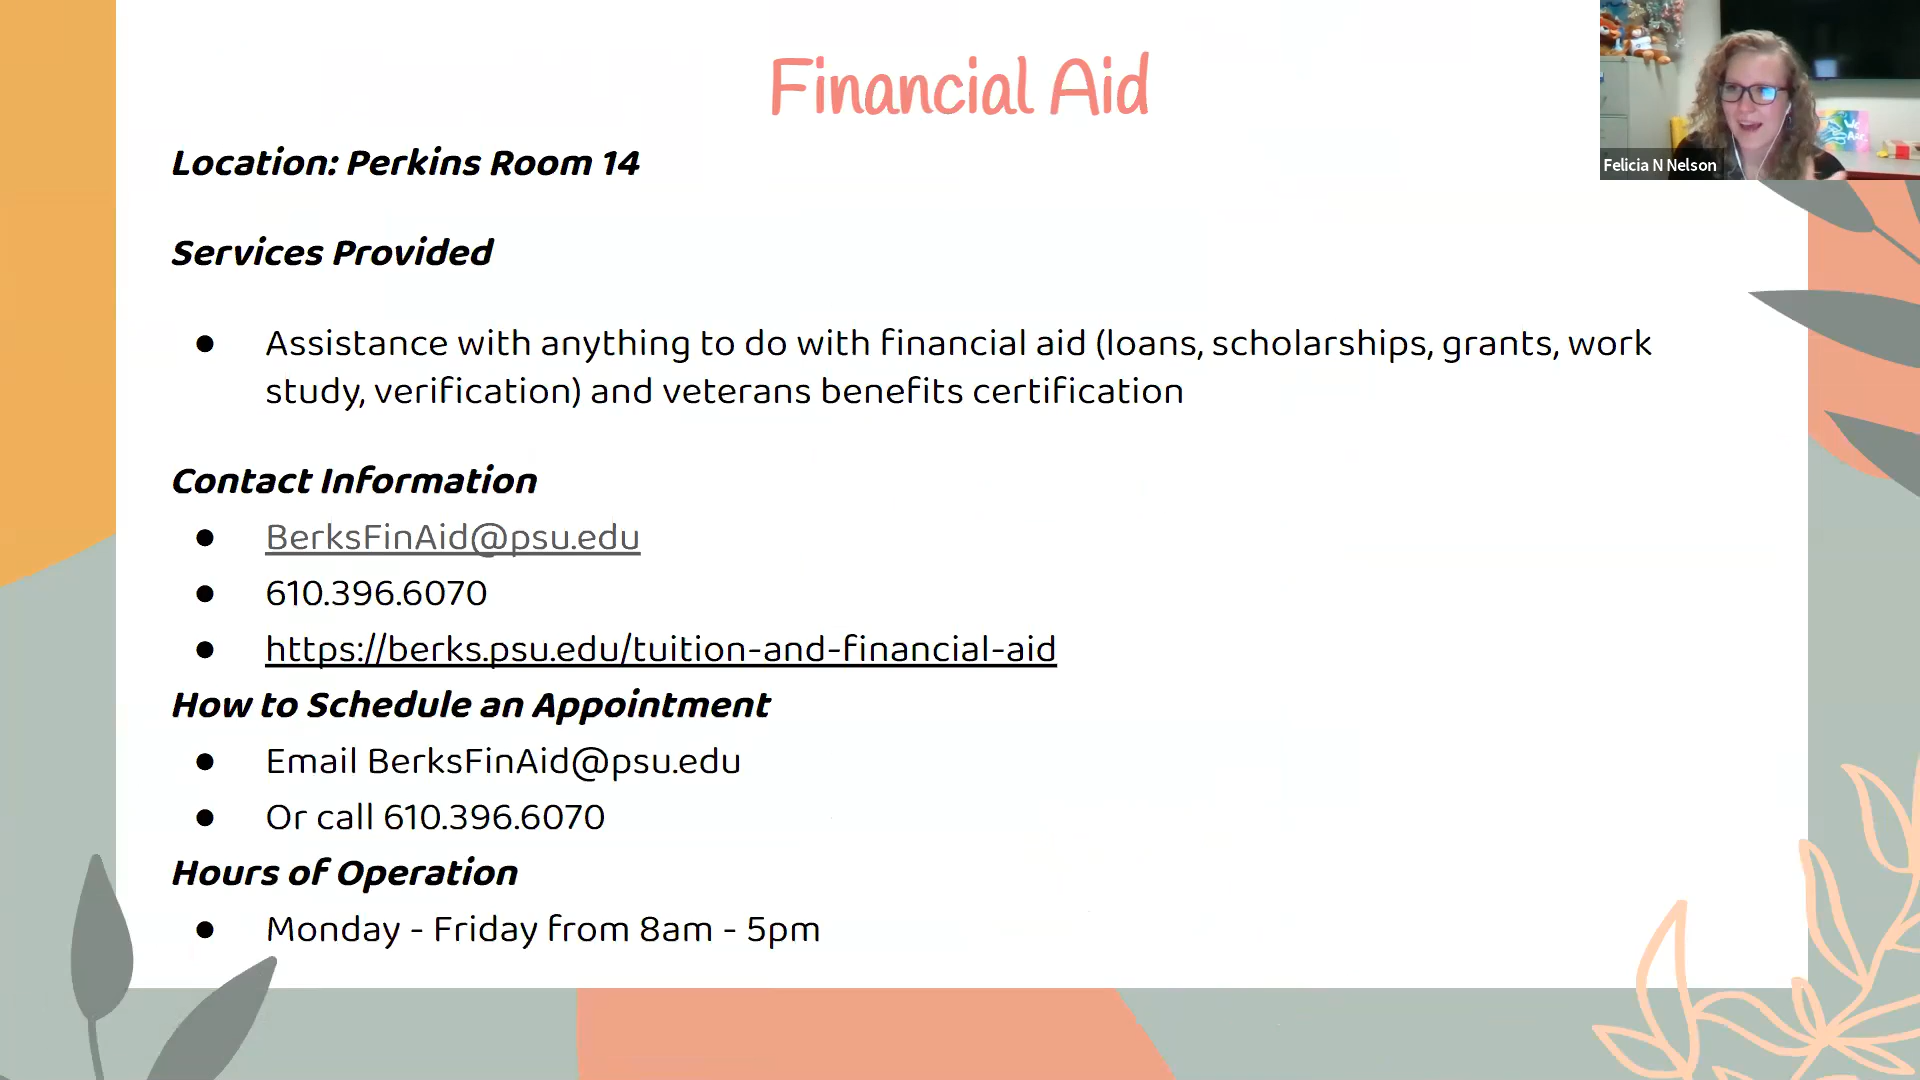 Financial Aid
Felicia N Nelson
Location: Perkins Room 14
Services Provided
● Assistance with anything to do with financial aid (loans, scholarships, grants, work
study, verification) and veterans benefits certification
Contact Information
● BerksFinAid@psu.edu
● 610.396.6070
● https://berks.psu.edu/tuition-and-financial-aid
How to Schedule an Appointment
● Email BerksFinAid@psu.edu
● Or call 610.396.6070
Hours of Operation
● Monday - Friday from 8am - 5pm